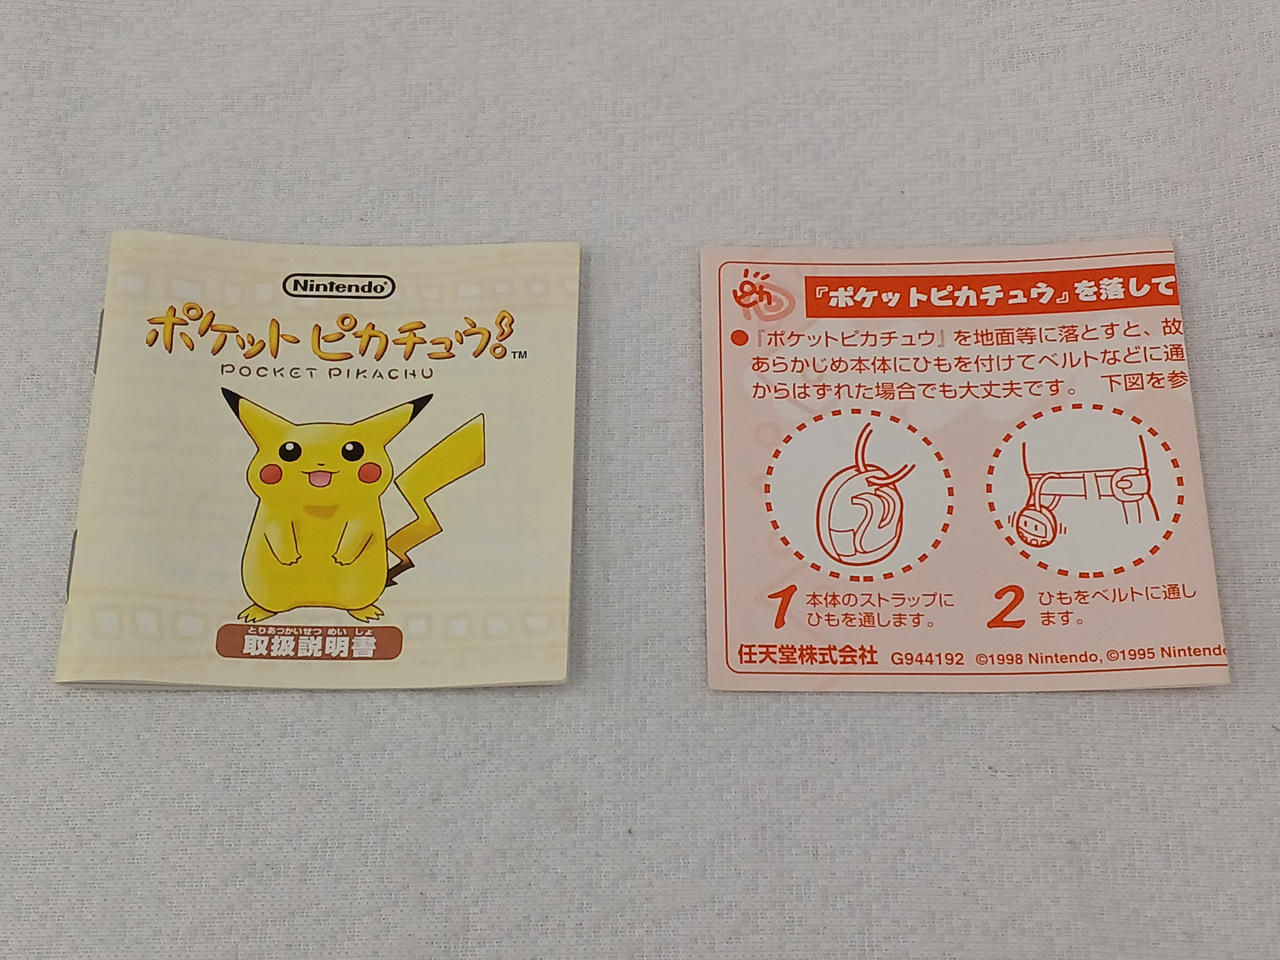 Nintendo®
ポケットピカチュウ! TM
POCKET PIKACHU
とりあつかいせつめいしょ
取扱説明書
『ポケットピカチュウ』を落して
●『ポケットピカチュウ』を地面等に落とすと、故
あらかじめ本体にひもを付けてベルトなどに通
からはずれた場合でも大丈夫です。 下図を参
1 本体のストラップに
ひもを通します。
2 ひもをベルトに通し
ます。
任天堂株式会社 G944192 ©1998 Nintendo, ©1995 Nintendo